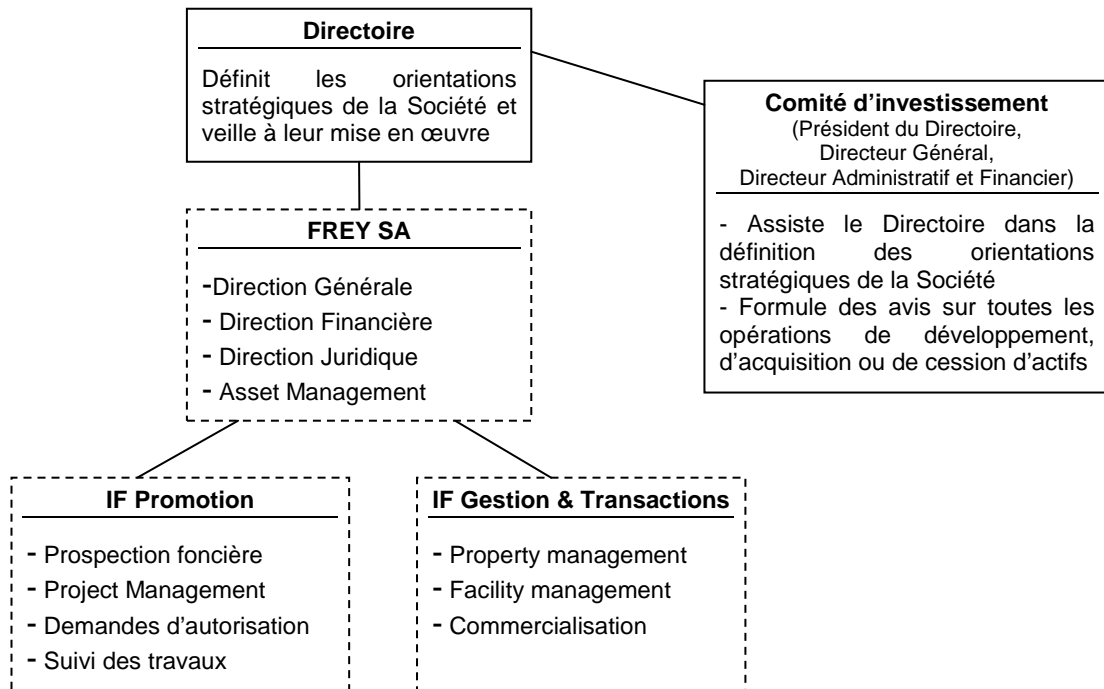 Directoire
Définit les orientations
stratégiques de la Société et
veille à leur mise en œuvre
Comité d'investissement
(Président du Directoire,
Directeur Général,
Directeur Administratif et Financier)
- Assiste le Directoire dans la
définition des orientations
stratégiques de la Société
- Formule des avis sur toutes les
opérations de développement,
d'acquisition ou de cession d'actifs
FREY SA
-Direction Générale
- Direction Financière
- Direction Juridique
- Asset Management
IF Promotion
- Prospection foncière
- Project Management
- Demandes d'autorisation
- Suivi des travaux
IF Gestion & Transactions
- Property management
- Facility management
- Commercialisation